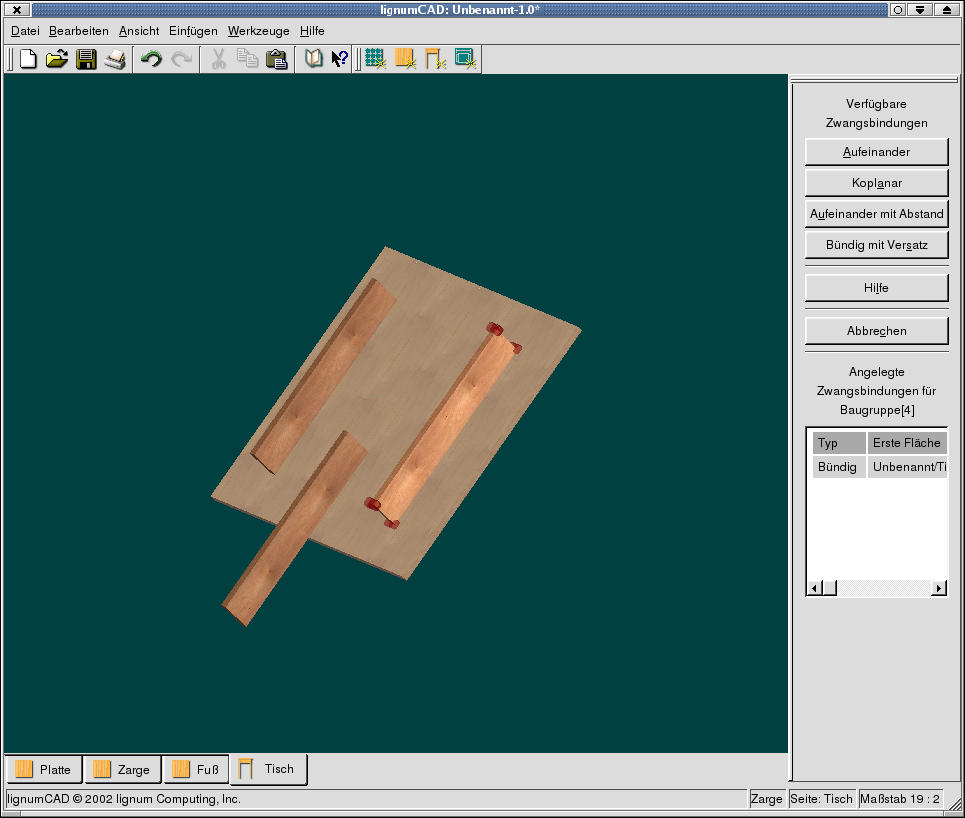 lignumCAD: Unbenannt-1.0*
Datei Bearbeiten Ansicht Einfügen Werkzeuge Hilfe
Verfügbare
Zwangsbindungen
Aufeinander
Koplanar
Aufeinander mit Abstand
Bündig mit Versatz
Hilfe
Abbrechen
Angelegte
Zwangsbindungen für
Baugruppe[4]
Typ Erste Fläche
Bündig Unbenannt/Ti
Platte Zarge Fuß Tisch
lignumCAD © 2002 lignum Computing, Inc. Zarge Seite: Tisch Maßstab 19 : 2